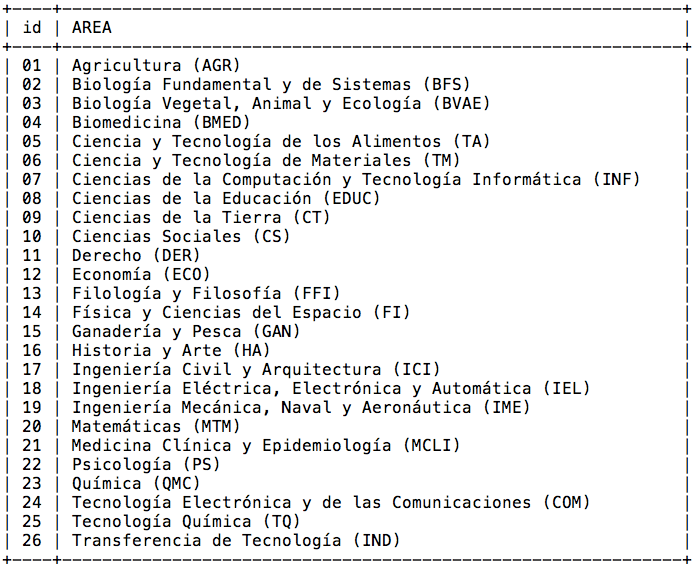 +----+---------------------------------------------------------------+
| id | AREA                                                          |
+----+---------------------------------------------------------------+
| 01 | Agricultura (AGR)                                             |
| 02 | Biología Fundamental y de Sistemas (BFS)                      |
| 03 | Biología Vegetal, Animal y Ecología (BVAE)                    |
| 04 | Biomedicina (BMED)                                            |
| 05 | Ciencia y Tecnología de los Alimentos (TA)                    |
| 06 | Ciencia y Tecnología de Materiales (TM)                       |
| 07 | Ciencias de la Computación y Tecnología Informática (INF)     |
| 08 | Ciencias de la Educación (EDUC)                               |
| 09 | Ciencias de la Tierra (CT)                                    |
| 10 | Ciencias Sociales (CS)                                        |
| 11 | Derecho (DER)                                                 |
| 12 | Economía (ECO)                                                |
| 13 | Filología y Filosofía (FFI)                                   |
| 14 | Física y Ciencias del Espacio (FI)                            |
| 15 | Ganadería y Pesca (GAN)                                       |
| 16 | Historia y Arte (HA)                                          |
| 17 | Ingeniería Civil y Arquitectura (ICI)                         |
| 18 | Ingeniería Eléctrica, Electrónica y Automática (IEL)          |
| 19 | Ingeniería Mecánica, Naval y Aeronáutica (IME)                |
| 20 | Matemáticas (MTM)                                             |
| 21 | Medicina Clínica y Epidemiología (MCLI)                       |
| 22 | Psicología (PS)                                               |
| 23 | Química (QMC)                                                 |
| 24 | Tecnología Electrónica y de las Comunicaciones (COM)          |
| 25 | Tecnología Química (TQ)                                       |
| 26 | Transferencia de Tecnología (IND)                             |
+----+---------------------------------------------------------------+